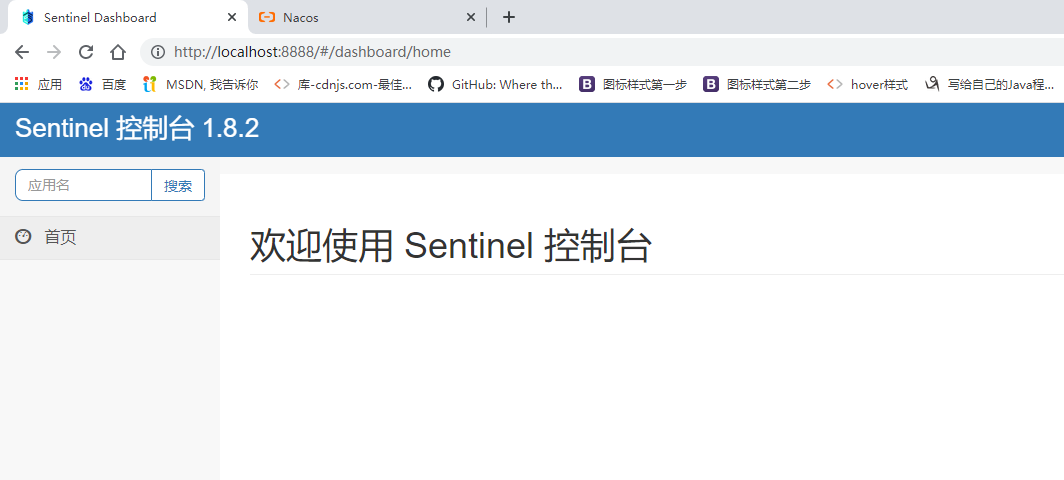 Sentinel Dashboard
Nacos
http://localhost:8888/#/dashboard/home
应用 百度 MSDN, 我告诉你 库-cdnjs.com-最佳... GitHub: Where th... 图标样式第一步 图标样式第二步 hover样式 写给自己的Java程...
Sentinel 控制台 1.8.2
应用名 搜索
首页
欢迎使用 Sentinel 控制台